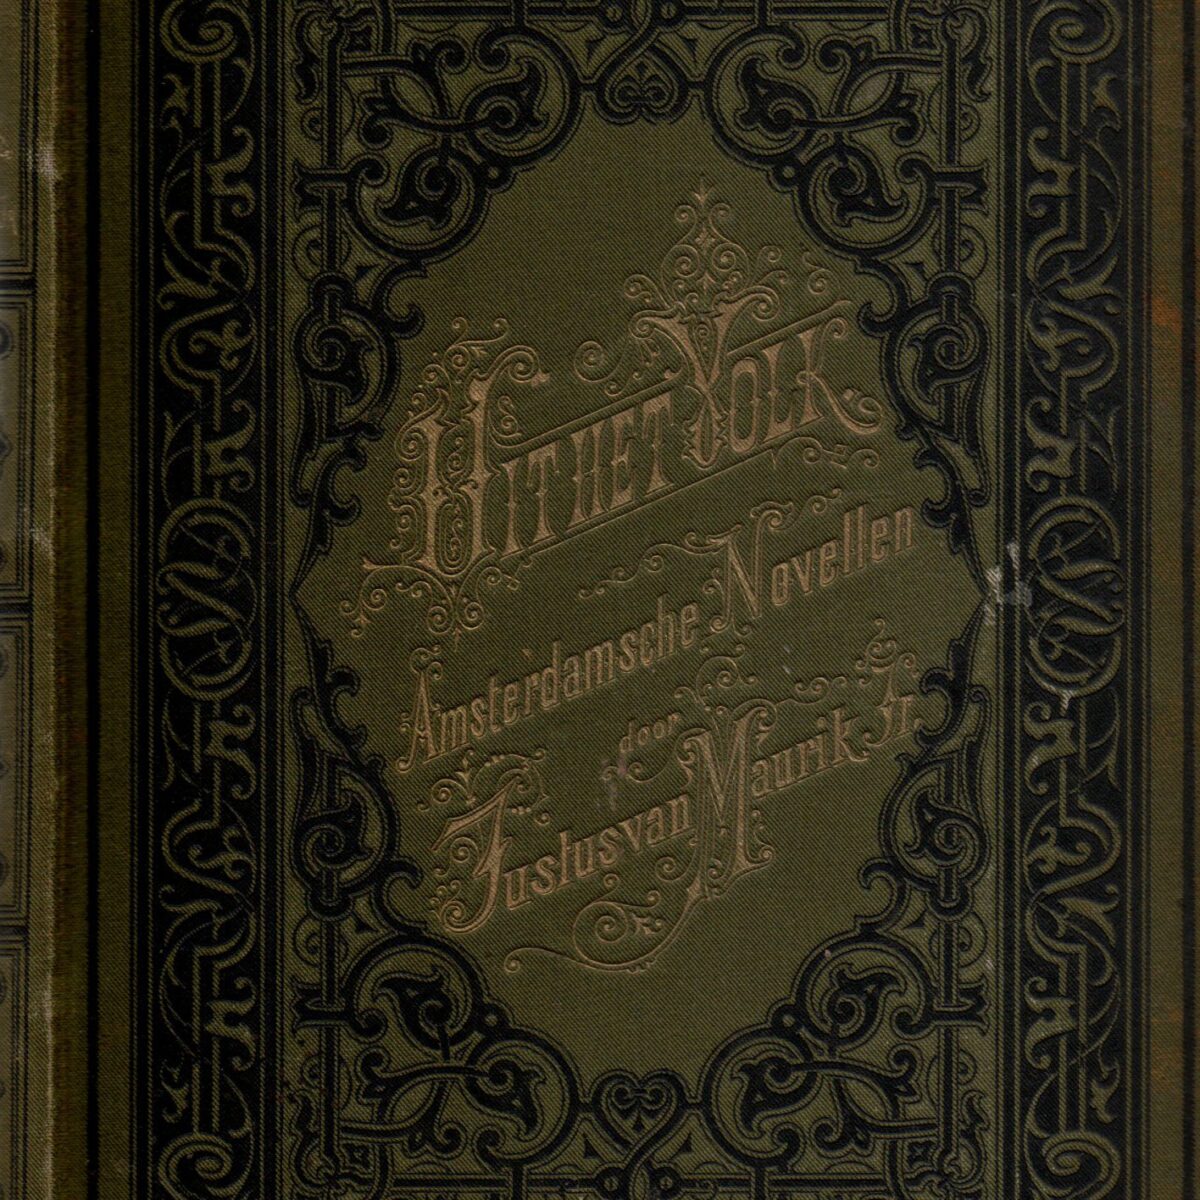 UIT HET VOLK
Amsterdamsche Novellen
door
Justus van Maurik Jr.